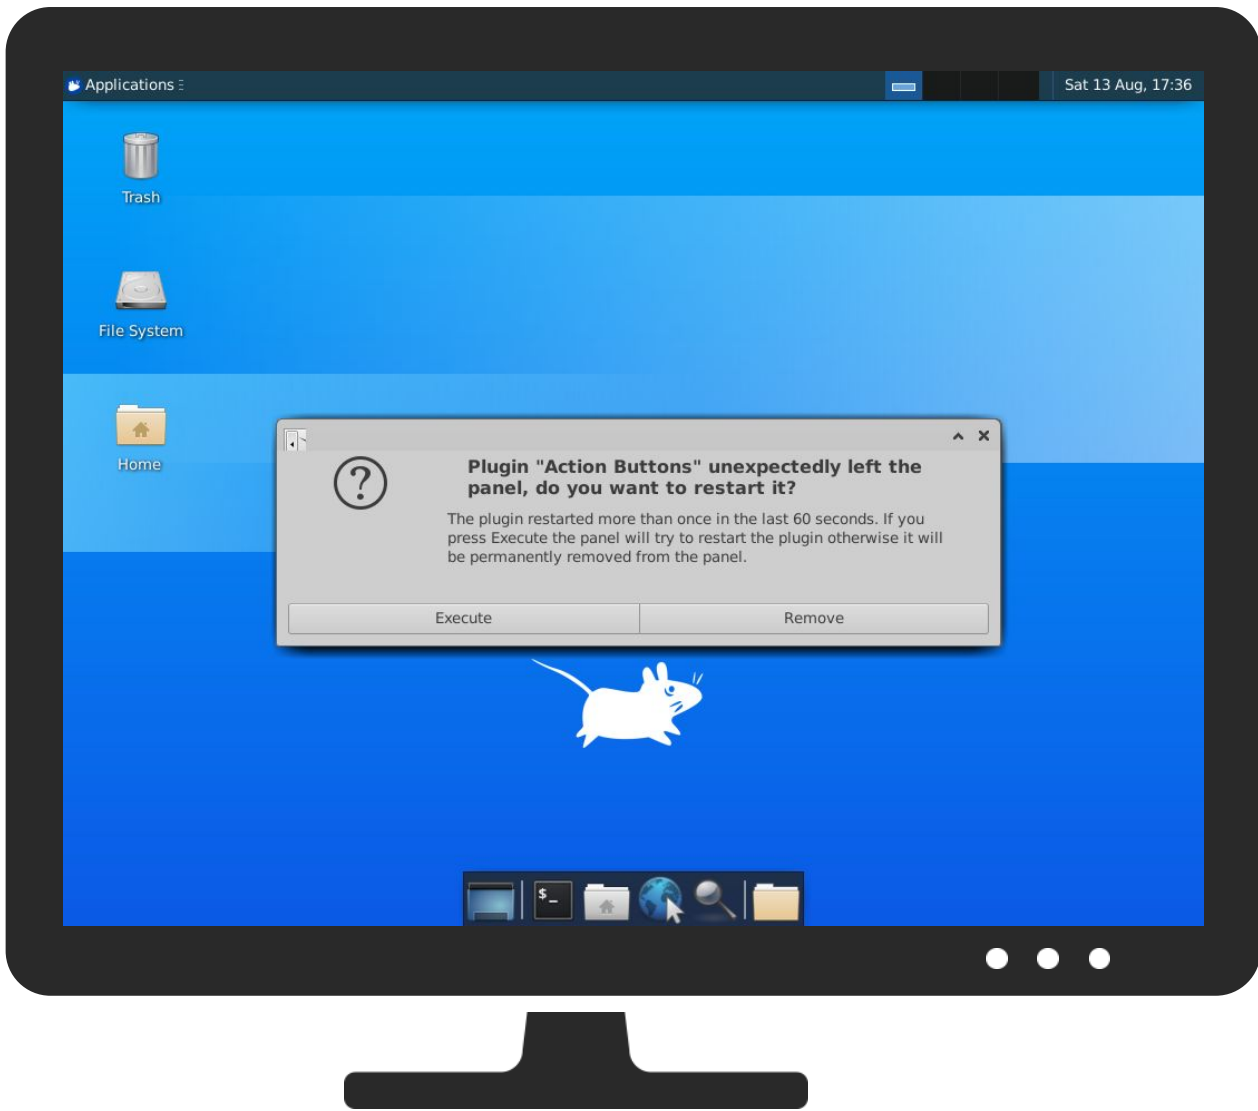 Applications
Sat 13 Aug, 17:36
Trash
File System
Home
Plugin "Action Buttons" unexpectedly left the
panel, do you want to restart it?
The plugin restarted more than once in the last 60 seconds. If you
press Execute the panel will try to restart the plugin otherwise it will
be permanently removed from the panel.
Execute
Remove
$_